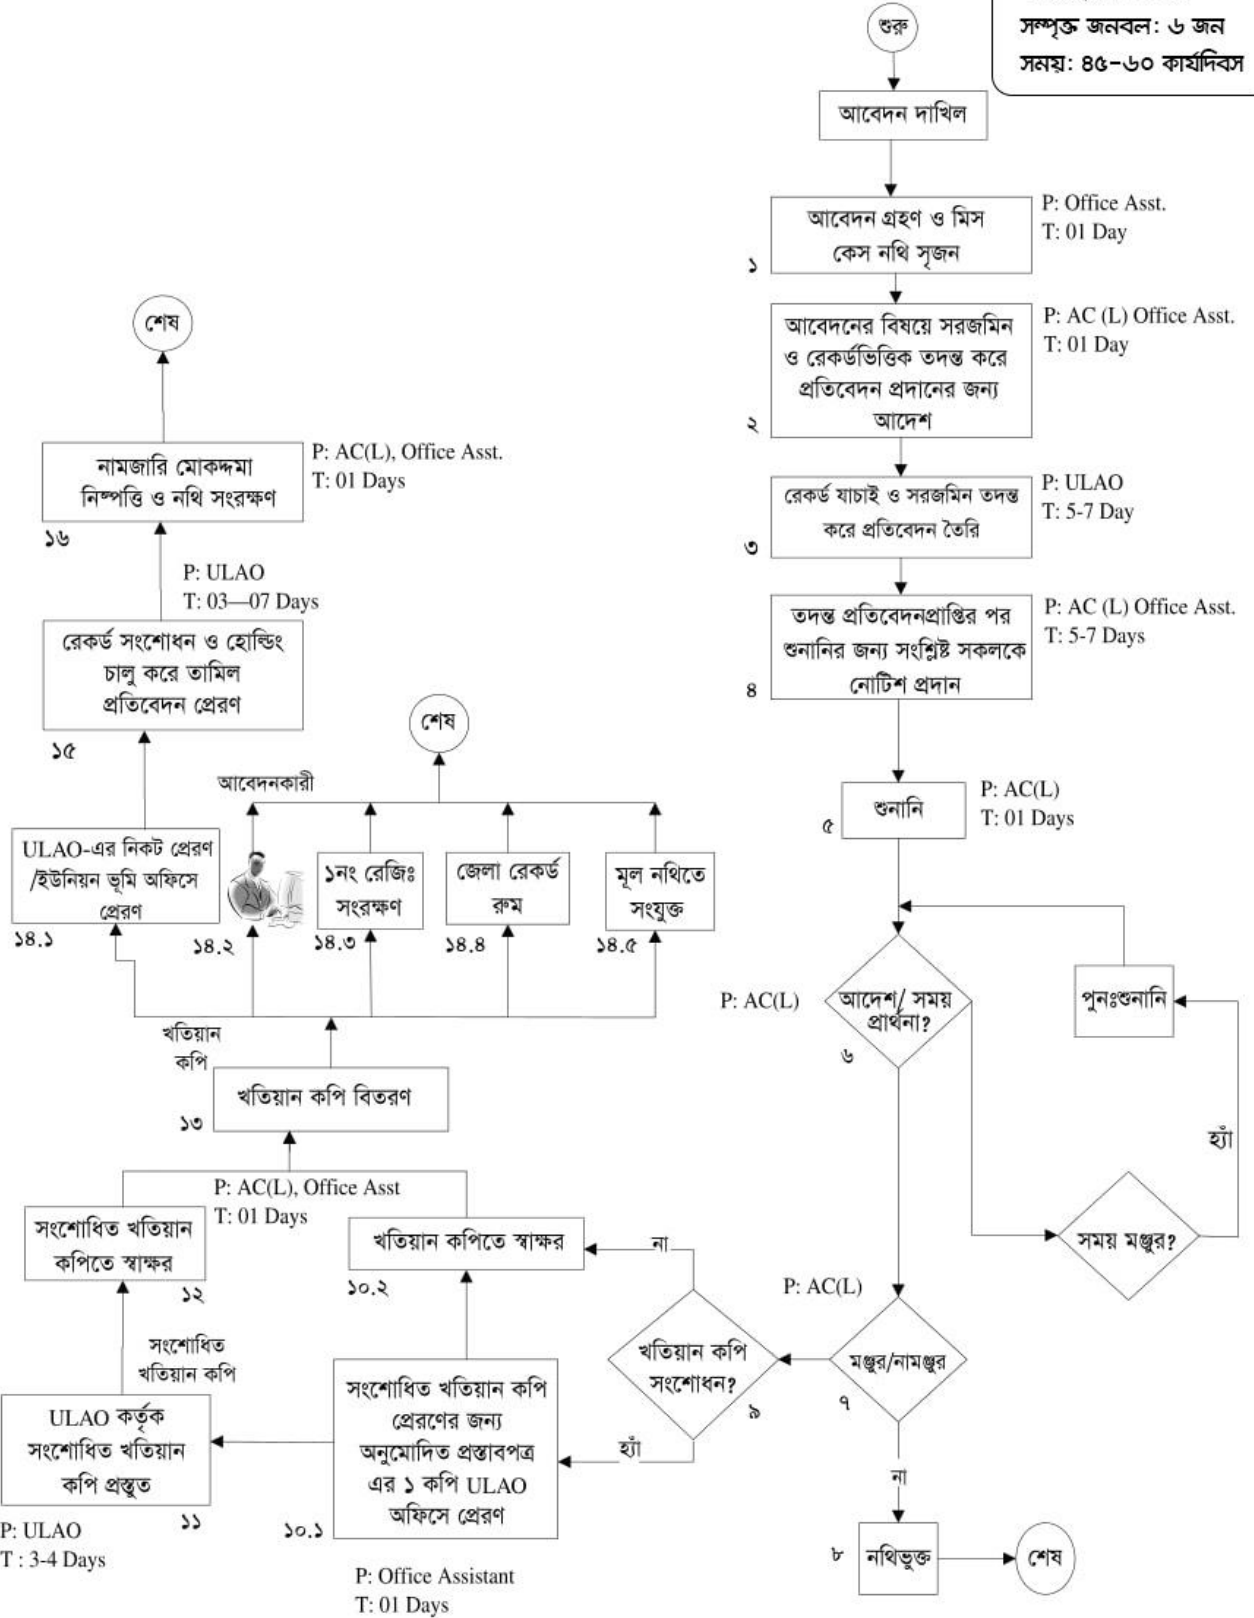 সম্পৃক্ত জনবল: ৬ জন
সময়: ৪৫-৬০ কার্যদিবস
শুরু
আবেদন দাখিল
আবেদন গ্রহণ ও মিস
কেস নথি সৃজন
১
P: Office Asst.
T: 01 Day
আবেদনের বিষয়ে সরজমিন
ও রেকর্ডভিত্তিক তদন্ত করে
প্রতিবেদন প্রদানের জন্য
আদেশ
২
P: AC (L) Office Asst.
T: 01 Day
রেকর্ড যাচাই ও সরজমিন তদন্ত
করে প্রতিবেদন তৈরি
৩
P: ULAO
T: 5-7 Day
তদন্ত প্রতিবেদনপ্রাপ্তির পর
শুনানির জন্য সংশ্লিষ্ট সকলকে
নোটিশ প্রদান
৪
P: AC (L) Office Asst.
T: 5-7 Days
শুনানি
৫
P: AC(L)
T: 01 Days
P: AC(L)
আদেশ/ সময়
প্রার্থনা?
৬
পুনঃশুনানি
হ্যাঁ
সময় মঞ্জুর?
P: AC(L)
মঞ্জুর/নামঞ্জুর
৭
না
৮
নথিভুক্ত
শেষ
খতিয়ান কপি
সংশোধন?
৯
না
হ্যাঁ
সংশোধিত খতিয়ান কপি
প্রেরণের জন্য
অনুমোদিত প্রস্তাবপত্র
এর ১ কপি ULAO
অফিসে প্রেরণ
১০.১
P: Office Assistant
T: 01 Days
খতিয়ান কপিতে স্বাক্ষর
১০.২
ULAO কর্তৃক
সংশোধিত খতিয়ান
কপি প্রস্তুত
১১
P: ULAO
T : 3-4 Days
সংশোধিত
খতিয়ান কপি
সংশোধিত খতিয়ান
কপিতে স্বাক্ষর
১২
P: AC(L), Office Asst
T: 01 Days
খতিয়ান কপি বিতরণ
১৩
খতিয়ান
কপি
ULAO-এর নিকট প্রেরণ
/ইউনিয়ন ভূমি অফিসে
প্রেরণ
১৪.১
আবেদনকারী
১৪.২
১নং রেজিঃ
সংরক্ষণ
১৪.৩
জেলা রেকর্ড
রুম
১৪.৪
মূল নথিতে
সংযুক্ত
১৪.৫
শেষ
রেকর্ড সংশোধন ও হোল্ডিং
চালু করে তামিল
প্রতিবেদন প্রেরণ
১৫
P: ULAO
T: 03—07 Days
নামজারি মোকদ্দমা
নিষ্পত্তি ও নথি সংরক্ষণ
১৬
P: AC(L), Office Asst.
T: 01 Days
শেষ